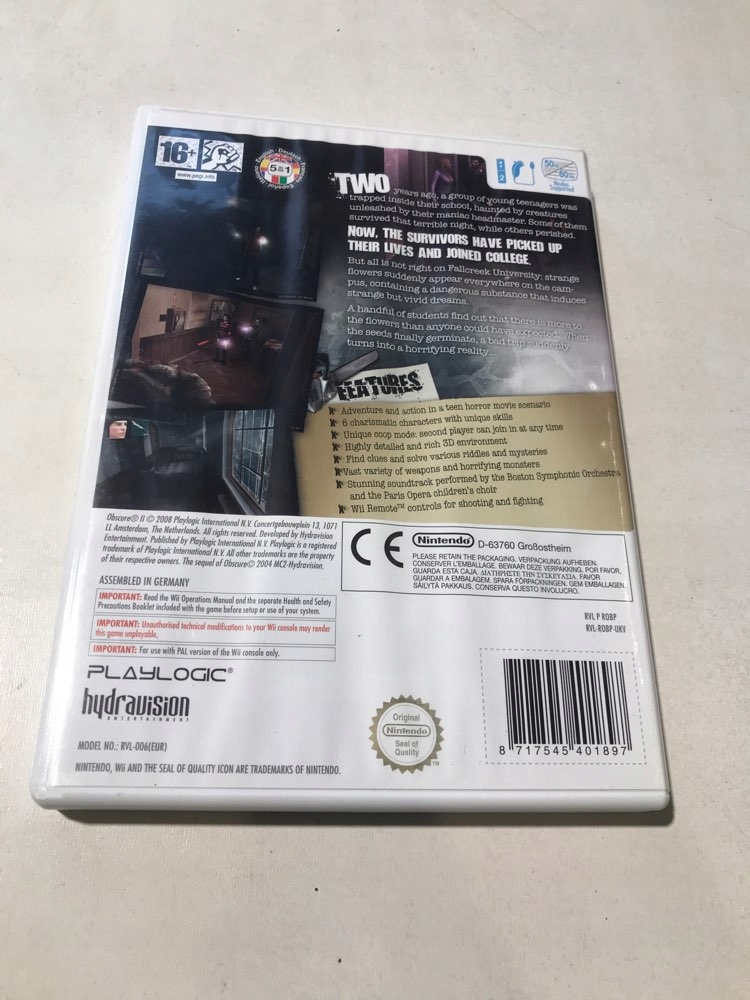 16+
www.pegi.info
English - Deutsch
5 in 1
2
50Hz
60Hz
Modes
Supported
TWO years ago, a group of young teenagers was
trapped inside their school, haunted by creatures
unleashed by their maniac headmaster. Some of them
survived that terrible night, while others perished.
NOW, THE SURVIVORS HAVE PICKED UP
THEIR LIVES AND JOINED COLLEGE.
But all is not right on Fallcreek University: strange
flowers suddenly appear everywhere on the cam-
pus, containing a dangerous substance that induces
strange but vivid dreams.
A handful of students find out that there is more to
the flowers than anyone could have expected. When
the seeds finally germinate, a bad trip suddenly
turns into a horrifying reality...
FEATURES
Adventure and action in a teen horror movie scenario
6 charismatic characters with unique skills
Unique coop mode: second player can join in at any time
Highly detailed and rich 3D environment
Find clues and solve various riddles and mysteries
Vast variety of weapons and horrifying monsters
Stunning soundtrack performed by the Boston Symphonic Orchestra
and the Paris Opera children's choir
Wii Remote™ controls for shooting and fighting
Obscure® II © 2008 Playlogic International N.V. Concertgebouwplein 13, 1071
LL Amsterdam, The Netherlands. All rights reserved. Developed by Hydravision
Entertainment. Published by Playlogic International N.V. Playlogic is a registered
trademark of Playlogic International N.V. All other trademarks are the property
of their respective owners. The sequel of Obscure© 2004 MC2-Hydravision.
CE
Nintendo® D-63760 Großostheim
PLEASE RETAIN THE PACKAGING. VERPACKUNG AUFHEBEN.
CONSERVER L'EMBALLAGE. BEWAAR DEZE VERPAKKING. POR FAVOR,
GUARDA ESTA CAJA. ΔΙΑΤΗΡΗΣΤΕ ΤΗΝ ΣΥΣΚΕΥΑΣΙΑ. FAVOR
GUARDAR A EMBALAGEM. SPARA FÖRPACKNINGEN. GEM EMBALLAGEN.
SÄILYTÄ PAKKAUS. CONSERVA QUESTO INVOLUCRO.
ASSEMBLED IN GERMANY
IMPORTANT: Read the Wii Operations Manual and the separate Health and Safety
Precautions Booklet included with the game before setup or use of your system.
IMPORTANT: Unauthorised technical modifications to your Wii console may render
this game unplayable.
IMPORTANT: For use with PAL version of the Wii console only.
RVL P ROBP
RVL-ROBP-UKV
PLAYLOGIC®
hydravision
ENTERTAINMENT
MODEL NO.: RVL-006(EUR)
NINTENDO, Wii AND THE SEAL OF QUALITY ICON ARE TRADEMARKS OF NINTENDO.
Original
Nintendo
Seal of
Quality
TM
8 717545 401897